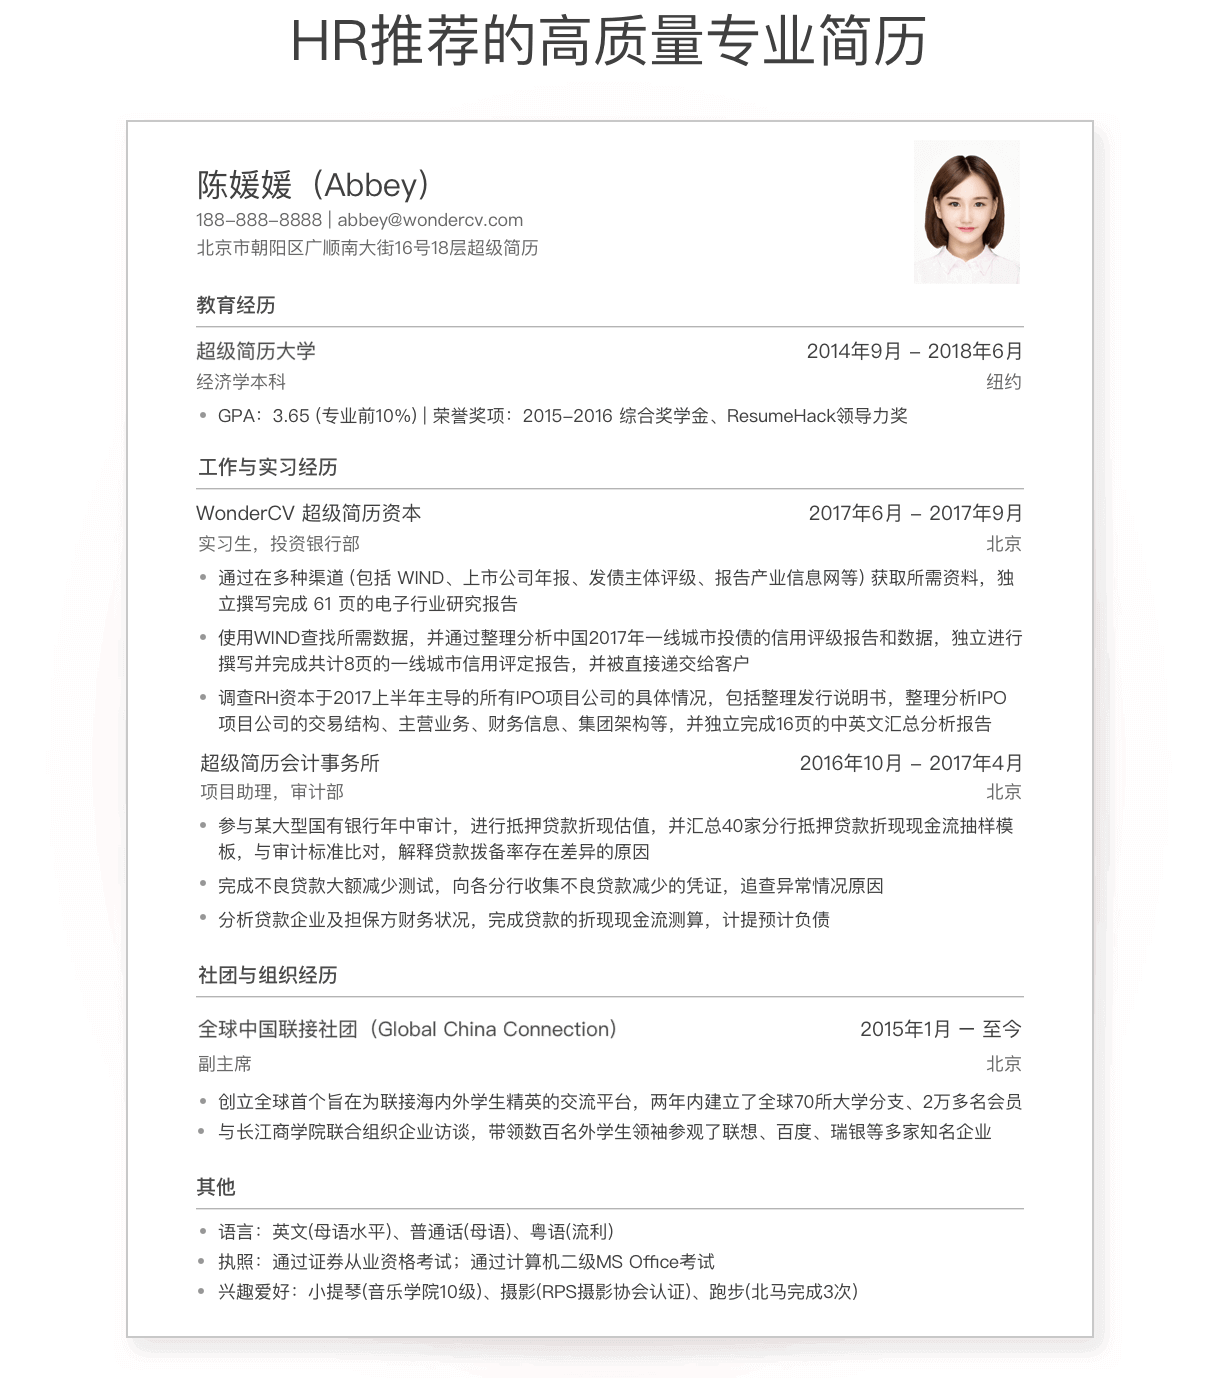 HR推荐的高质量专业简历
陈媛媛（Abbey）
188-888-8888 | abbey@wondercv.com
北京市朝阳区广顺南大街16号18层超级简历
教育经历
超级简历大学 2014年9月 – 2018年6月
经济学本科 纽约
• GPA：3.65 (专业前10%) | 荣誉奖项：2015-2016 综合奖学金、ResumeHack领导力奖
工作与实习经历
WonderCV 超级简历资本 2017年6月 – 2017年9月
实习生，投资银行部 北京
• 通过在多种渠道 (包括 WIND、上市公司年报、发债主体评级、报告产业信息网等) 获取所需资料，独
立撰写完成 61 页的电子行业研究报告
• 使用WIND查找所需数据，并通过整理分析中国2017年一线城市投债的信用评级报告和数据，独立进行
撰写并完成共计8页的一线城市信用评定报告，并被直接递交给客户
• 调查RH资本于2017上半年主导的所有IPO项目公司的具体情况，包括整理发行说明书，整理分析IPO
项目公司的交易结构、主营业务、财务信息、集团架构等，并独立完成16页的中英文汇总分析报告
超级简历会计事务所 2016年10月 – 2017年4月
项目助理，审计部 北京
• 参与某大型国有银行年中审计，进行抵押贷款折现估值，并汇总40家分行抵押贷款折现现金流抽样模
板，与审计标准比对，解释贷款拨备率存在差异的原因
• 完成不良贷款大额减少测试，向各分行收集不良贷款减少的凭证，追查异常情况原因
• 分析贷款企业及担保方财务状况，完成贷款的折现现金流测算，计提预计负债
社团与组织经历
全球中国联接社团（Global China Connection） 2015年1月 — 至今
副主席 北京
• 创立全球首个旨在为联接海内外学生精英的交流平台，两年内建立了全球70所大学分支、2万多名会员
• 与长江商学院联合组织企业访谈，带领数百名外学生领袖参观了联想、百度、瑞银等多家知名企业
其他
• 语言：英文(母语水平)、普通话(母语)、粤语(流利)
• 执照：通过证券从业资格考试；通过计算机二级MS Office考试
• 兴趣爱好：小提琴(音乐学院10级)、摄影(RPS摄影协会认证)、跑步(北马完成3次)